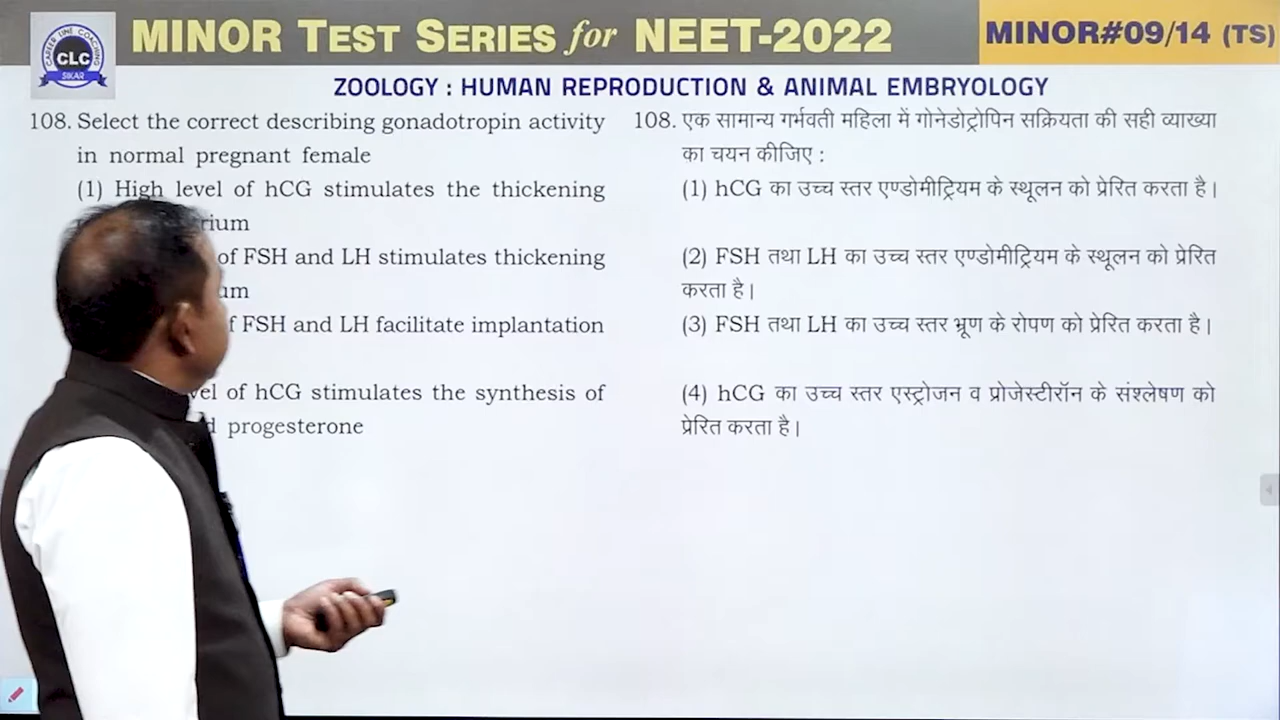 CAREER LINE COACHING
CLC
SIKAR
MINOR TEST SERIES for NEET-2022
MINOR#09/14 (TS)
ZOOLOGY : HUMAN REPRODUCTION & ANIMAL EMBRYOLOGY
108. Select the correct describing gonadotropin activity
in normal pregnant female
(1) High level of hCG stimulates the thickening
of FSH and LH stimulates thickening
FSH and LH facilitate implantation
of hCG stimulates the synthesis of
progesterone
108. एक सामान्य गर्भवती महिला में गोनेडोट्रोपिन सक्रियता की सही व्याख्या
का चयन कीजिए :
(1) hCG का उच्च स्तर एण्डोमीट्रियम के स्थूलन को प्रेरित करता है।
(2) FSH तथा LH का उच्च स्तर एण्डोमीट्रियम के स्थूलन को प्रेरित
करता है।
(3) FSH तथा LH का उच्च स्तर भ्रूण के रोपण को प्रेरित करता है।
(4) hCG का उच्च स्तर एस्ट्रोजन व प्रोजेस्टीरॉन के संश्लेषण को
प्रेरित करता है।